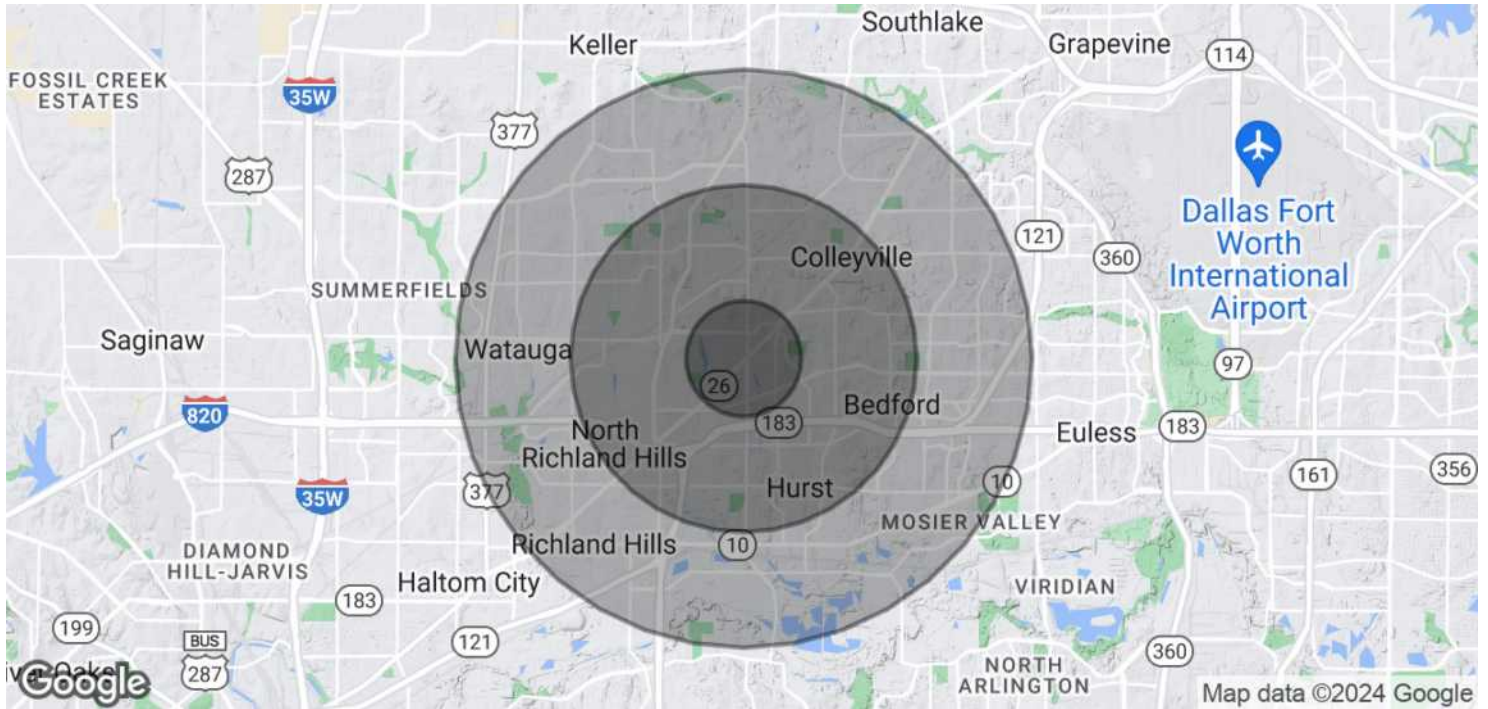 Southlake
Keller
Grapevine
114
FOSSIL CREEK
ESTATES
35W
377
287
Dallas Fort
Worth
International
Airport
121
360
Colleyville
SUMMERFIELDS
Saginaw
Watauga
97
26
820
Bedford
183
North
Richland Hills
Euless
183
161
356
35W
377
Hurst
10
MOSIER VALLEY
Richland Hills
10
DIAMOND
HILL-JARVIS
Haltom City
183
VIRIDIAN
199
BUS
287
121
360
NORTH
ARLINGTON
Google
Map data ©2024 Google